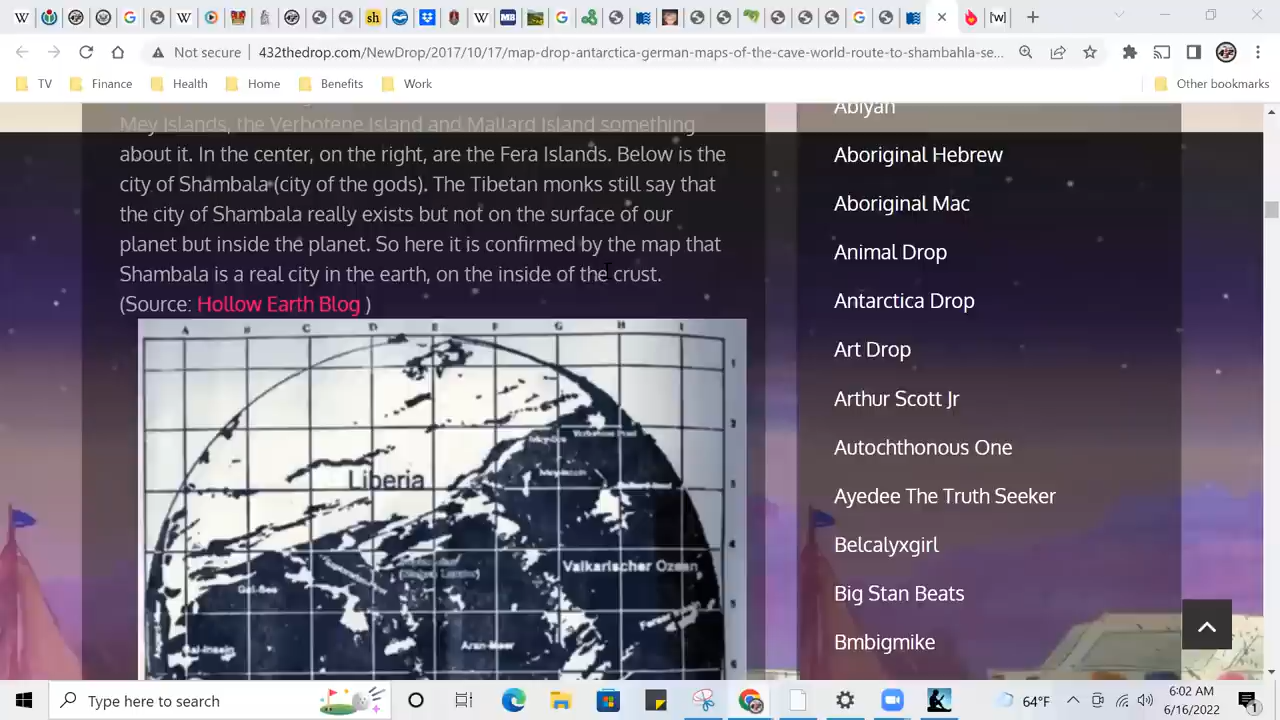 Not secure
432thedrop.com/NewDrop/2017/10/17/map-drop-antarctica-german-maps-of-the-cave-world-route-to-shambahla-se...
TV
Finance
Health
Home
Benefits
Work
Other bookmarks
Mey Islands, the Verbotene Island and Mallard Island something
about it. In the center, on the right, are the Fera Islands. Below is the
city of Shambala (city of the gods). The Tibetan monks still say that
the city of Shambala really exists but not on the surface of our
planet but inside the planet. So here it is confirmed by the map that
Shambala is a real city in the earth, on the inside of the crust.
(Source: Hollow Earth Blog )
A B C D E F G H I
1
2
3
4
5
6
Liberia
Valkarischer Ozean
Abiyah
Aboriginal Hebrew
Aboriginal Mac
Animal Drop
Antarctica Drop
Art Drop
Arthur Scott Jr
Autochthonous One
Ayedee The Truth Seeker
Belcalyxgirl
Big Stan Beats
Bmbigmike
Type here to search
64°F
6:02 AM
6/16/2022